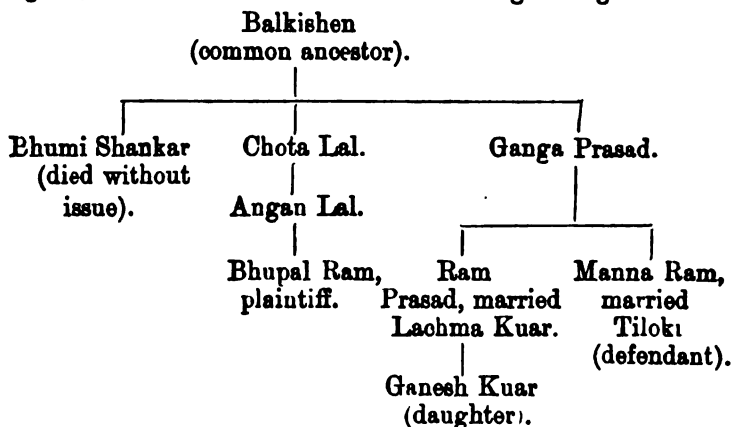 Balkishen
(common ancestor).
Bhumi Shankar
(died without
issue).
Chota Lal.
Angan Lal.
Bhupal Ram,
plaintiff.
Ganga Prasad.
Ram
Prasad, married
Lachma Kuar.
Ganesh Kuar
(daughter).
Manna Ram,
married
Tiloki
(defendant).